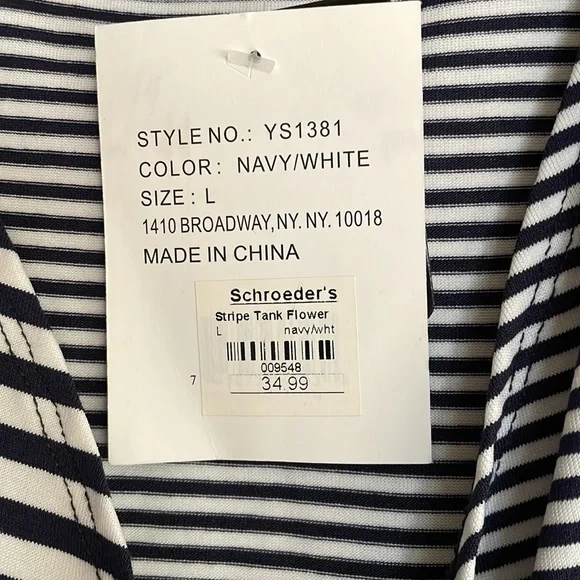 STYLE NO.: YS1381
COLOR: NAVY/WHITE
SIZE: L
1410 BROADWAY, NY. NY. 10018
MADE IN CHINA
Schroeder's
Stripe Tank Flower
L navy/wht
009548
7
34.99